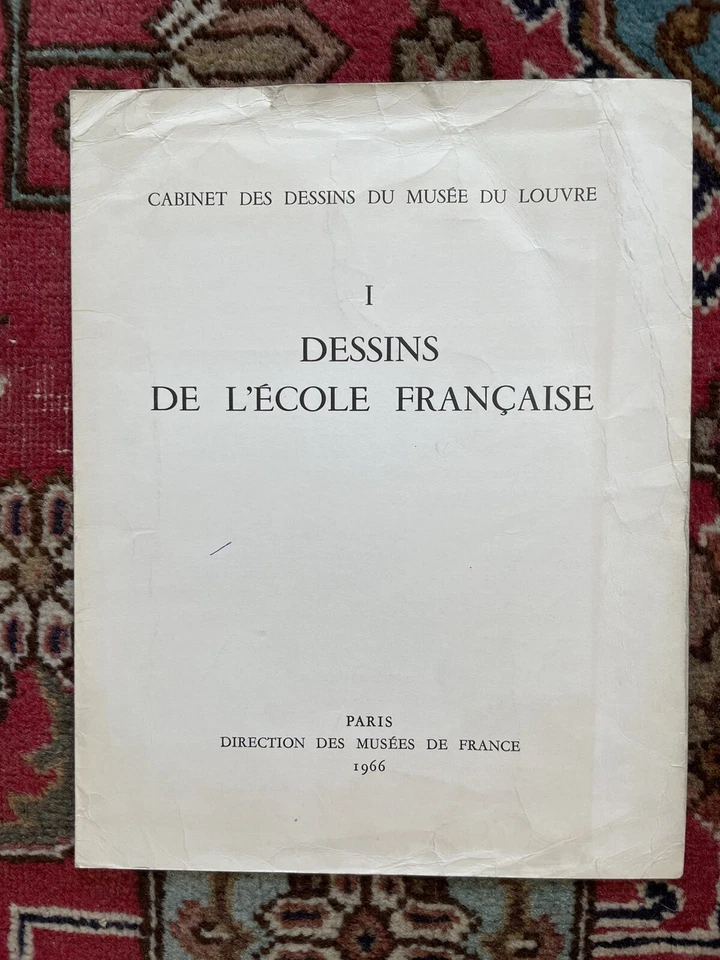 CABINET DES DESSINS DU MUSÉE DU LOUVRE
I
DESSINS
DE L'ÉCOLE FRANÇAISE
PARIS
DIRECTION DES MUSÉES DE FRANCE
1966